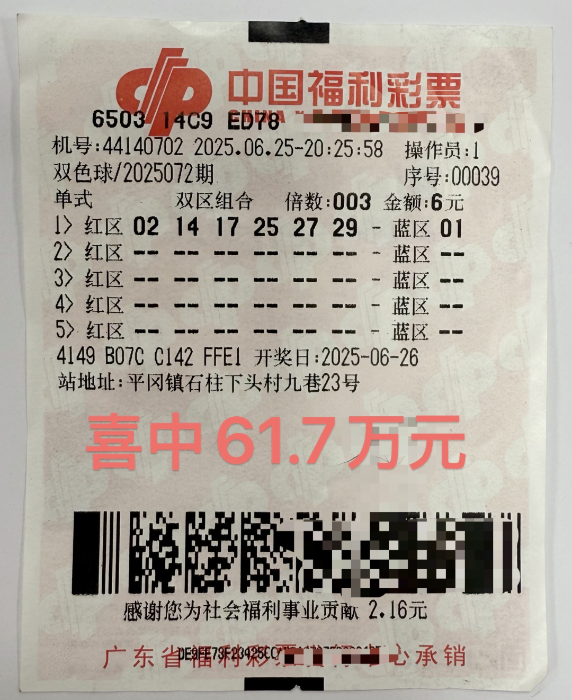 中国福利彩票
6503 14C9 ED78
机号:44140702 2025.06.25-20:25:58 操作员:1
双色球/2025072期 序号:00039
单式 双区组合 倍数:003 金额:6元
1> 红区 02 14 17 25 27 29 - 蓝区 01
2> 红区 -- -- -- -- -- -- - 蓝区 --
3> 红区 -- -- -- -- -- -- - 蓝区 --
4> 红区 -- -- -- -- -- -- - 蓝区 --
5> 红区 -- -- -- -- -- -- - 蓝区 --
4149 B07C C142 FFE1 开奖日:2025-06-26
站地址:平冈镇石柱下头村九巷23号
喜中61.7万元
感谢您为社会福利事业贡献 2.16元
广东省福利彩 心承销